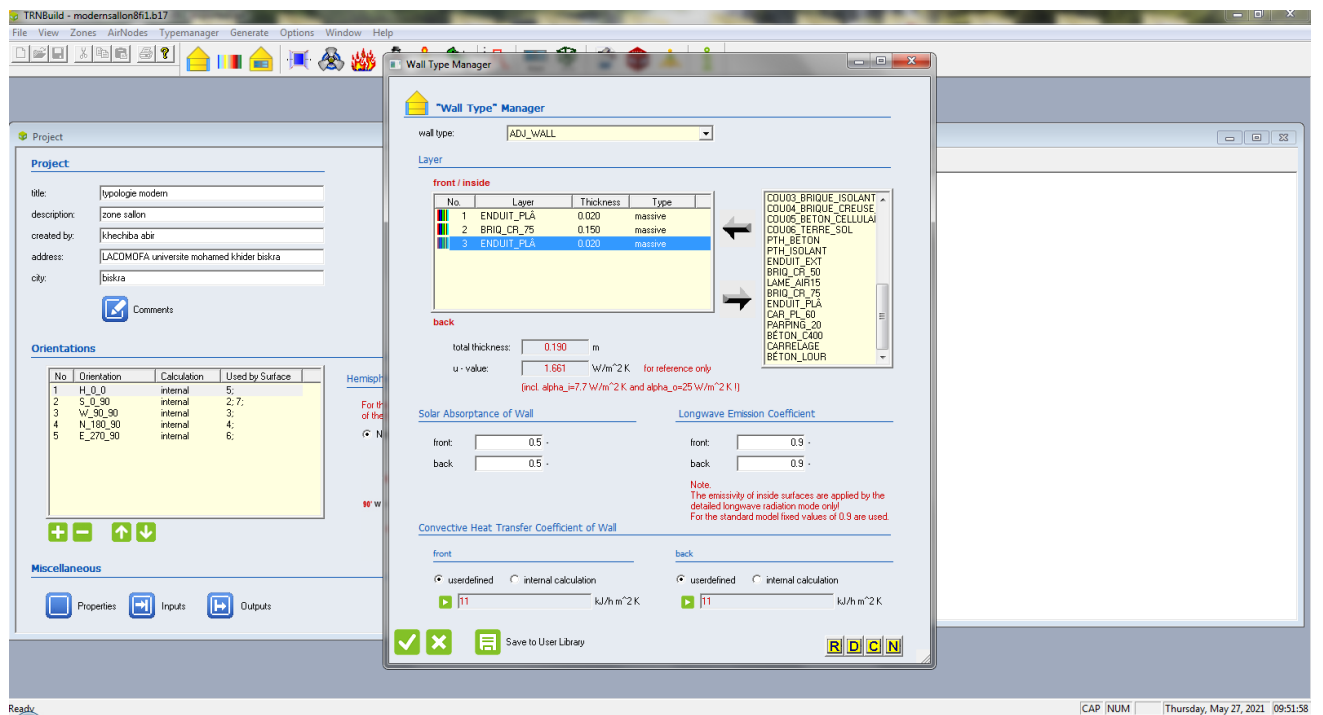 TRNBuild - modernsallon8fi1.b17
File View Zones AirNodes Typemanager Generate Options Window Help
Wall Type Manager
"Wall Type" Manager
wall type: ADJ_WALL
Layer
front / inside
No. Layer Thickness Type
1 ENDUIT_PLÂ 0.020 massive
2 BRIQ_CR_75 0.150 massive
3 ENDUIT_PLÂ 0.020 massive
back
COU03_BRIQUE_ISOLANT
COU04_BRIQUE_CREUSE
COU05_BETON_CELLULAI
COU06_TERRE_SOL
PTH_BETON
PTH_ISOLANT
ENDUIT_EXT
BRIQ_CR_50
LAME_AIR15
BRIQ_CR_75
ENDUIT_PLÂ
CAR_PL_60
PARPING_20
BÉTON_C400
CARRELAGE
BÉTON_LOUR
total thickness: 0.190 m
u - value: 1.661 W/m^2 K for reference only
(incl. alpha_i=7.7 W/m^2 K and alpha_o=25 W/m^2 K !)
Solar Absorptance of Wall
front: 0.5 -
back 0.5 -
Longwave Emission Coefficient
front: 0.9 -
back 0.9 -
Note.
The emissivity of inside surfaces are applied by the
detailed longwave radiation mode only!
For the standard model fixed values of 0.9 are used.
Convective Heat Transfer Coefficient of Wall
front
userdefined internal calculation
11 kJ/h m^2 K
back
userdefined internal calculation
11 kJ/h m^2 K
Save to User Library
R D C N
Project
Project
title: typologie modern
description: zone sallon
created by: khechiba abir
address: LACOMOFA universite mohamed khider biskra
city: biskra
Comments
Orientations
No Orientation Calculation Used by Surface
1 H_0_0 internal 5;
2 S_0_90 internal 2; 7;
3 W_90_90 internal 3;
4 N_180_90 internal 4;
5 E_270_90 internal 6;
Hemisph
For th
of the
N
90° W
Miscellaneous
Properties Inputs Outputs
Ready
CAP NUM Thursday, May 27, 2021 09:51:58